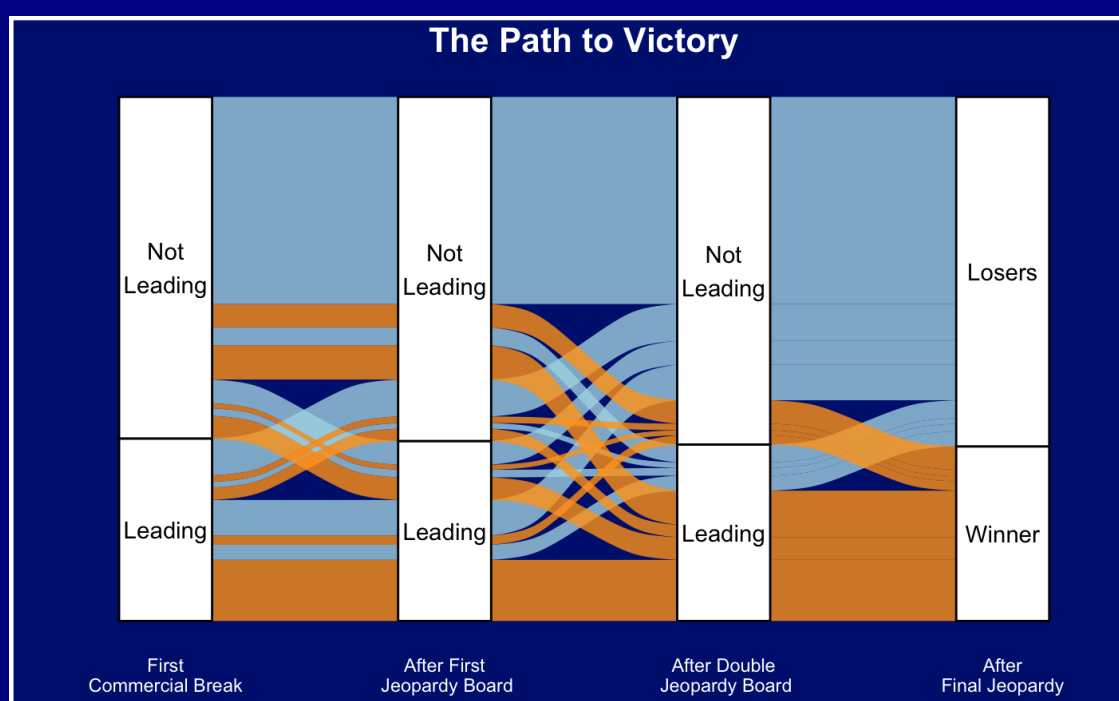 The Path to Victory
Not
Leading
Not
Leading
Not
Leading
Losers
Leading
Leading
Leading
Winner
First
Commercial Break
After First
Jeopardy Board
After Double
Jeopardy Board
After
Final Jeopardy